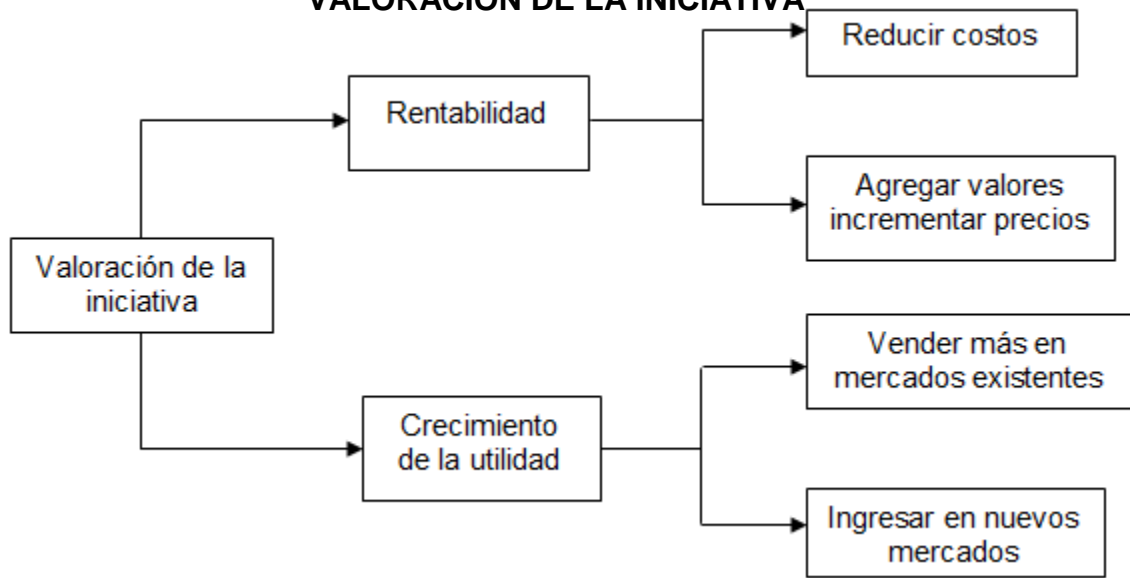 VALORACIÓN DE LA INICIATIVA
Reducir costos
Rentabilidad
Agregar valores
incrementar precios
Valoración de la
iniciativa
Vender más en
mercados existentes
Crecimiento
de la utilidad
Ingresar en nuevos
mercados